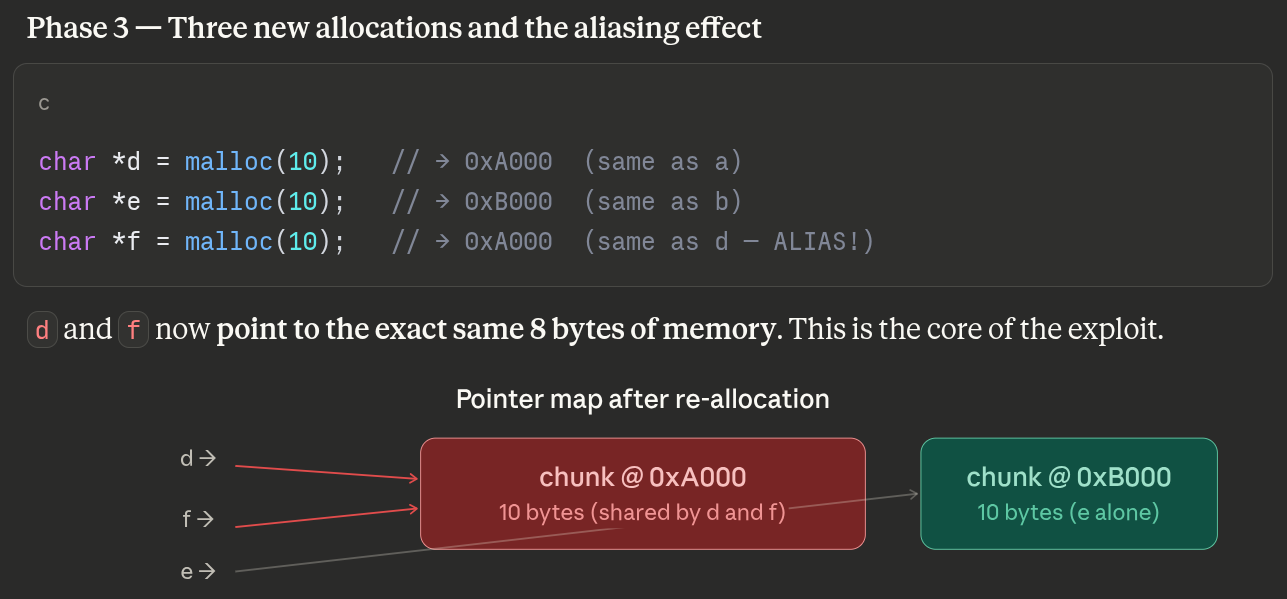 Phase 3 — Three new allocations and the aliasing effect
c
char *d = malloc(10);   // → 0xA000  (same as a)
char *e = malloc(10);   // → 0xB000  (same as b)
char *f = malloc(10);   // → 0xA000  (same as d — ALIAS!)
d and f now point to the exact same 8 bytes of memory. This is the core of the exploit.
Pointer map after re-allocation
d →
chunk @ 0xA000
chunk @ 0xB000
10 bytes (shared by d and f)
10 bytes (e alone)
f →
e →